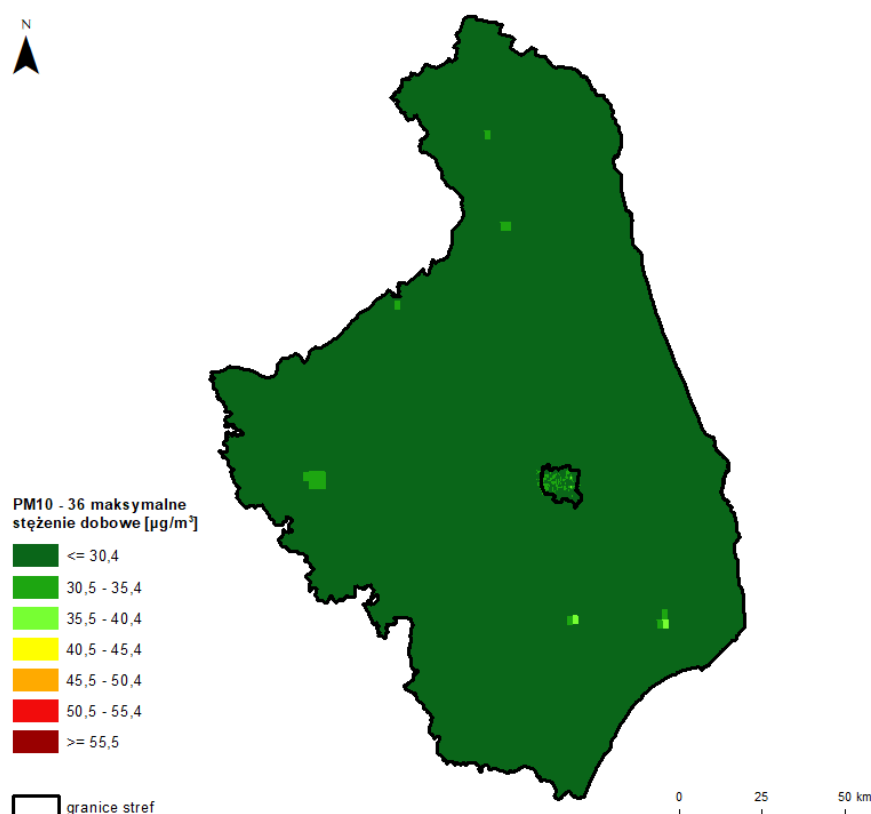 N
PM10 - 36 maksymalne
stężenie dobowe [µg/m³]
<= 30,4
30,5 - 35,4
35,5 - 40,4
40,5 - 45,4
45,5 - 50,4
50,5 - 55,4
>= 55,5
granice stref
0 25 50 km